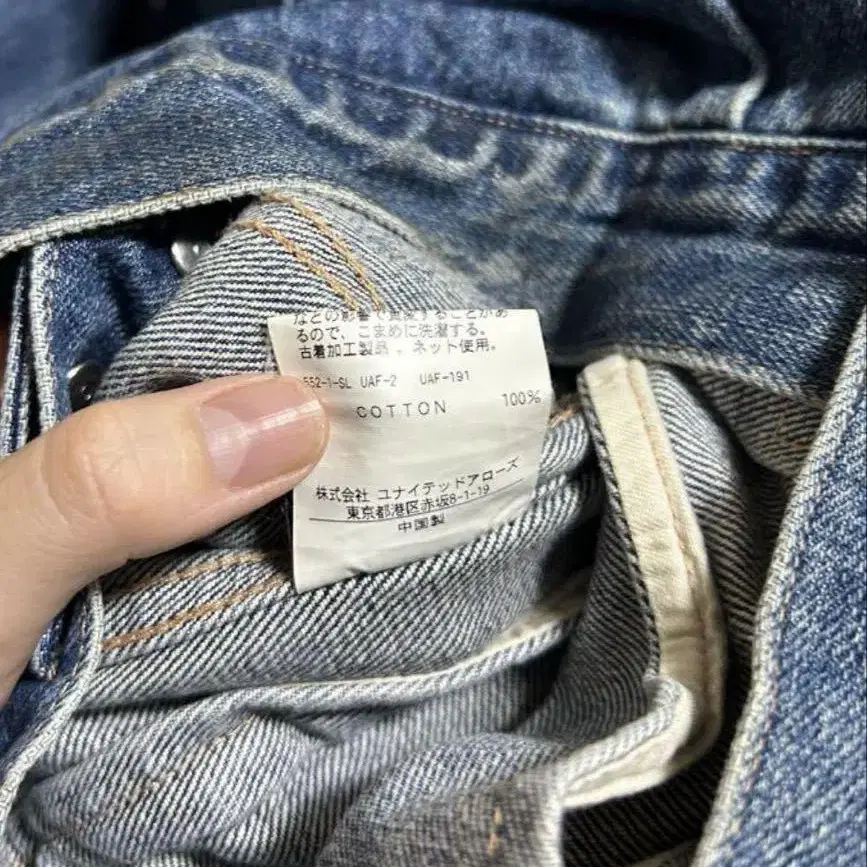 などの影響で黄変することがあ
るので、こまめに洗濯する。
古着加工製品 。ネット使用。
552-1-SL UAF-2 UAF-191
COTTON 100%
株式会社 ユナイテッドアローズ
東京都港区赤坂8-1-19
中国製